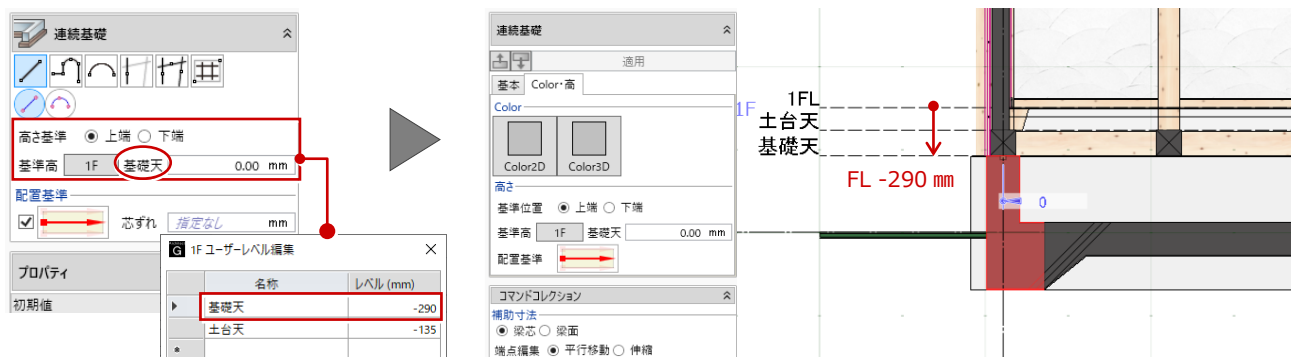 連続基礎
高さ基準 上端 下端
基準高 1F 基礎天 0.00 mm
配置基準
芯ずれ 指定なし mm
プロパティ
初期値
G 1F ユーザーレベル編集
名称 レベル (mm)
基礎天 -290
土台天 -135
*
連続基礎
適用
基本 Color・高
Color
Color2D Color3D
高さ
基準位置 上端 下端
基準高 1F 基礎天 0.00 mm
配置基準
コマンドコレクション
補助寸法
梁芯 梁面
端点編集 平行移動 伸縮
1F 1FL
土台天
基礎天
FL -290 ㎜
0